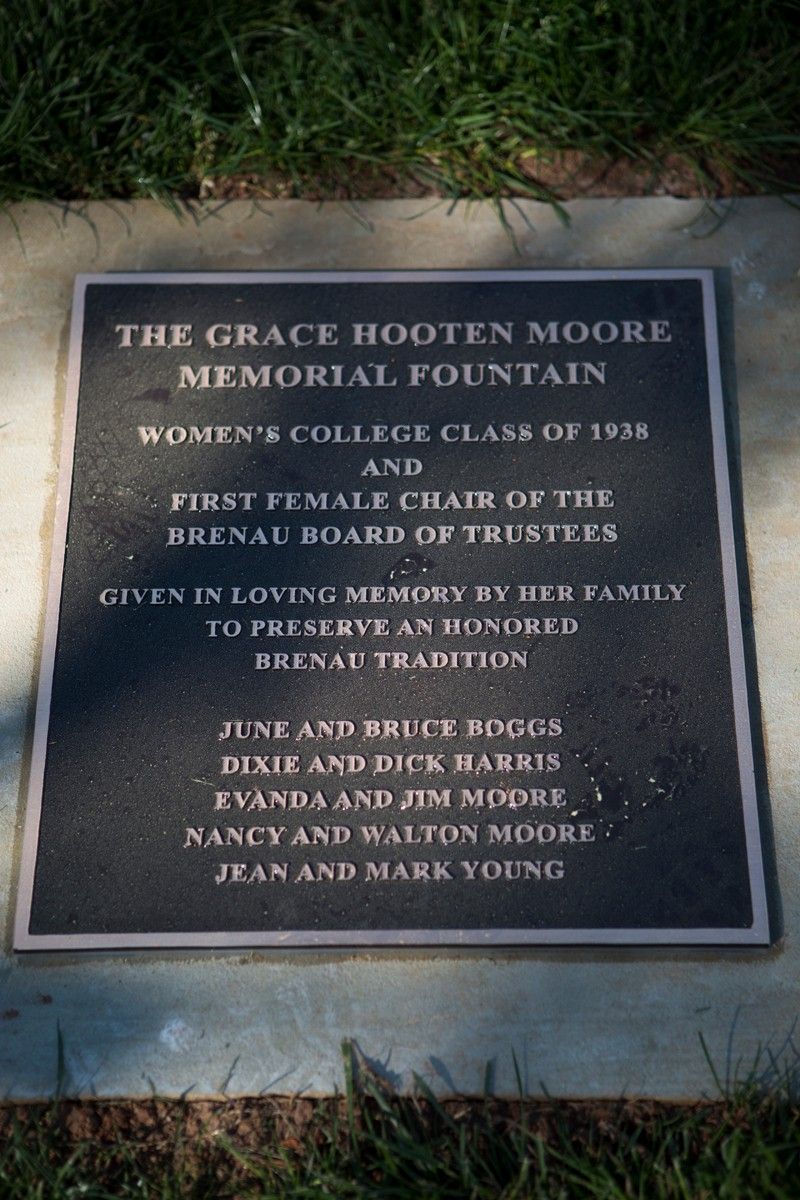 THE GRACE HOOTEN MOORE
MEMORIAL FOUNTAIN
WOMEN'S COLLEGE CLASS OF 1938
AND
FIRST FEMALE CHAIR OF THE
BRENAU BOARD OF TRUSTEES
GIVEN IN LOVING MEMORY BY HER FAMILY
TO PRESERVE AN HONORED
BRENAU TRADITION
JUNE AND BRUCE BOGGS
DIXIE AND DICK HARRIS
EVANDA AND JIM MOORE
NANCY AND WALTON MOORE
JEAN AND MARK YOUNG